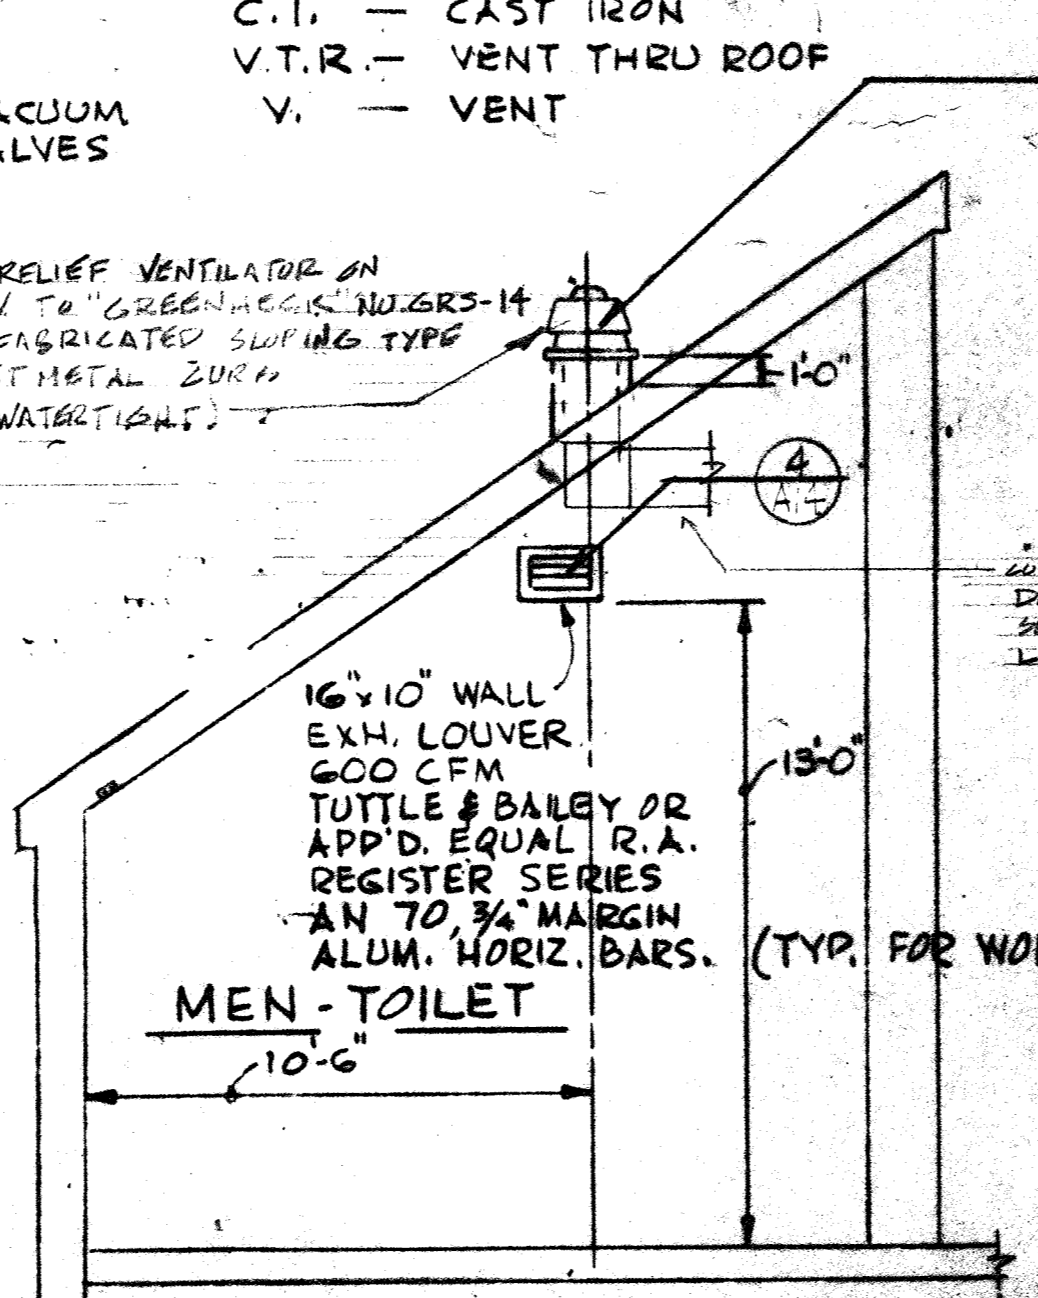 C.I. — CAST IRON
V.T.R. — VENT THRU ROOF
V. — VENT
ACUUM
ALVES
RELIEF VENTILATOR ON
TO "GREENHECK" NO. GRS-14
FABRICATED SLOPING TYPE
T METAL
WATERTIGHT)
1'-0"
4
16"x10" WALL
EXH. LOUVER
600 CFM
TUTTLE & BAILEY OR
APP'D. EQUAL R.A.
REGISTER SERIES
AN 70, 3/4" MARGIN
ALUM. HORIZ. BARS. (TYP. FOR WO
13'-0"
MEN - TOILET
10'-6"